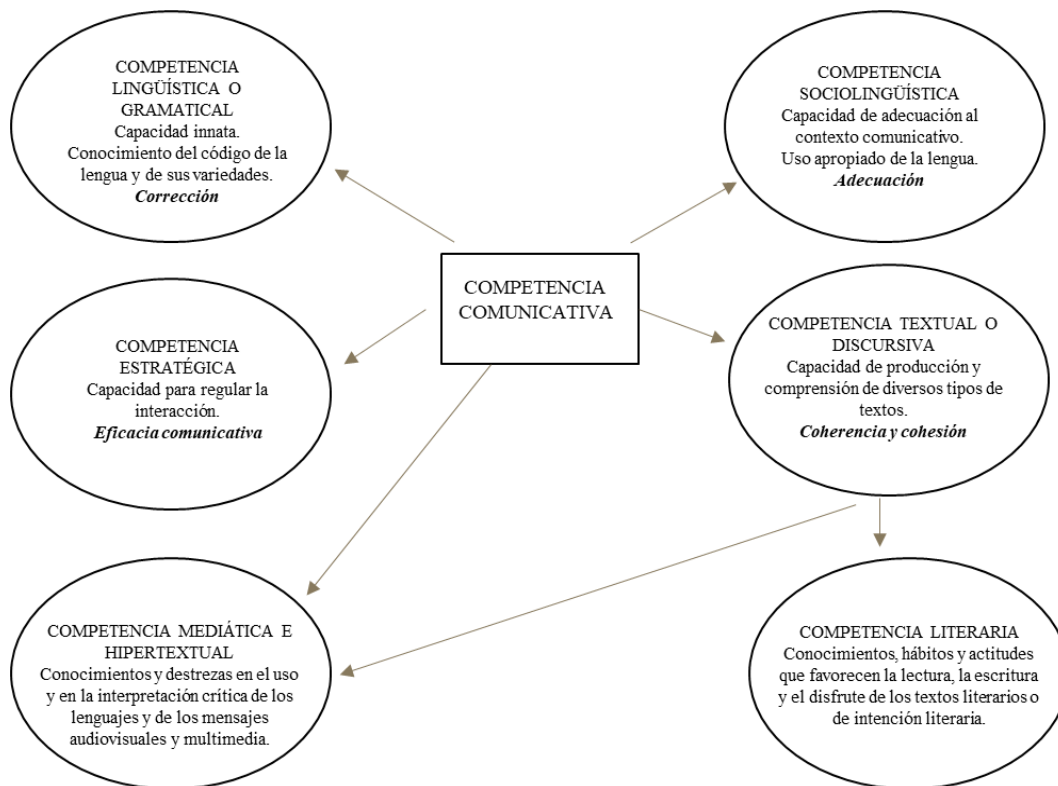 COMPETENCIA
LINGÜÍSTICA O
GRAMATICAL
Capacidad innata.
Conocimiento del código de la
lengua y de sus variedades.
Corrección
COMPETENCIA
SOCIOLINGÜÍSTICA
Capacidad de adecuación al
contexto comunicativo.
Uso apropiado de la lengua.
Adecuación
COMPETENCIA
COMUNICATIVA
COMPETENCIA
ESTRATÉGICA
Capacidad para regular la
interacción.
Eficacia comunicativa
COMPETENCIA TEXTUAL O
DISCURSIVA
Capacidad de producción y
comprensión de diversos tipos de
textos.
Coherencia y cohesión
COMPETENCIA MEDIÁTICA E
HIPERTEXTUAL
Conocimientos y destrezas en el uso
y en la interpretación crítica de los
lenguajes y de los mensajes
audiovisuales y multimedia.
COMPETENCIA LITERARIA
Conocimientos, hábitos y actitudes
que favorecen la lectura, la escritura
y el disfrute de los textos literarios o
de intención literaria.